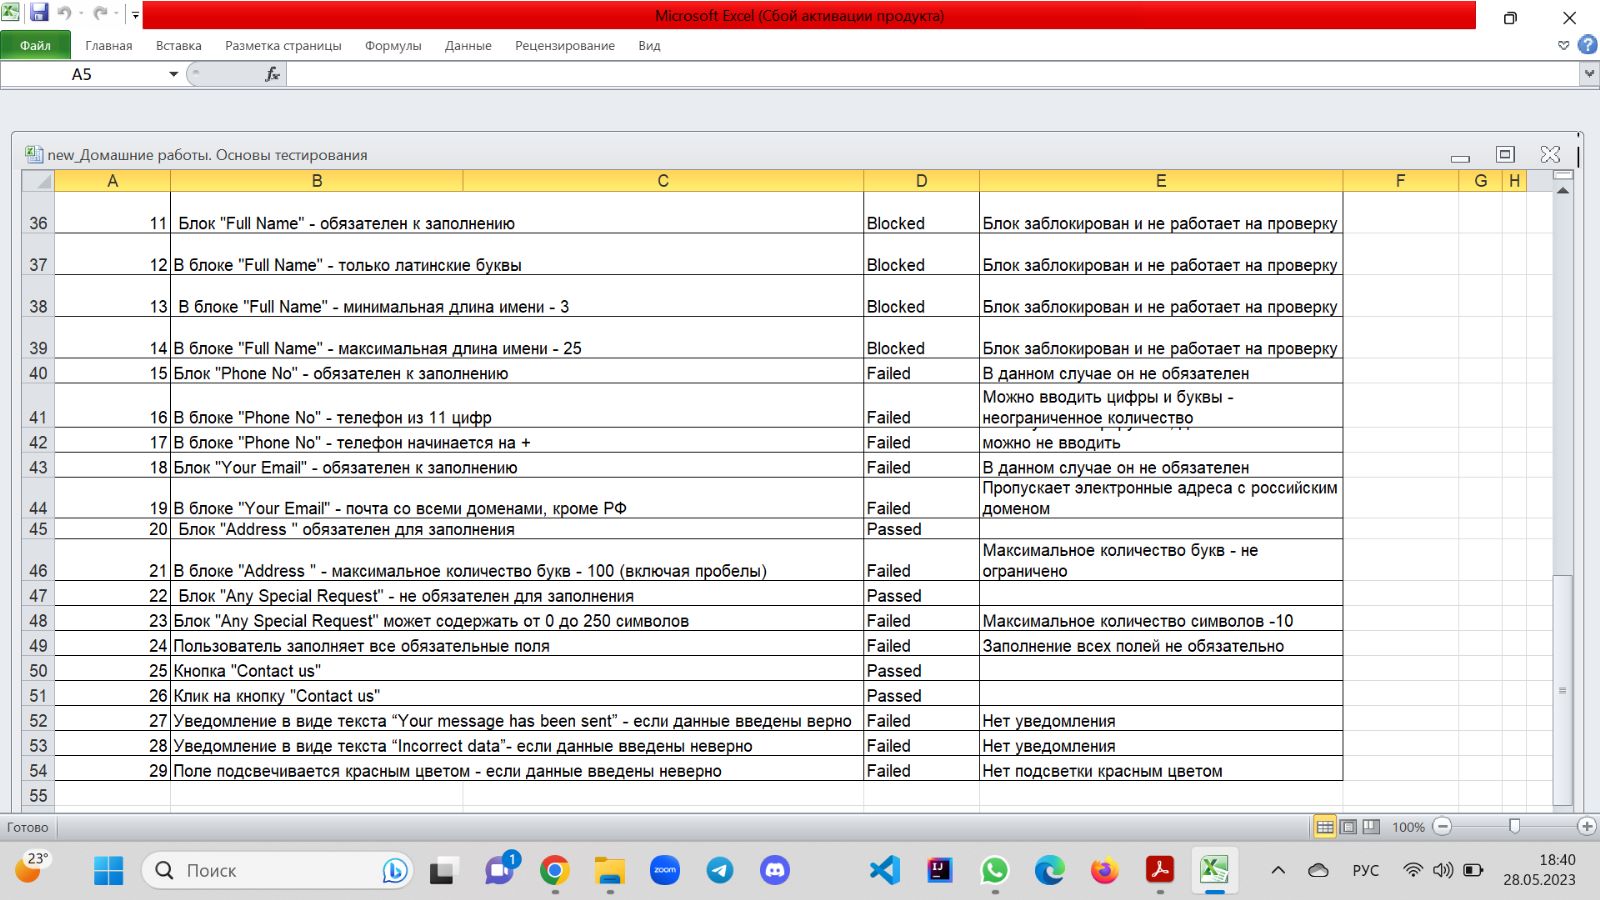 Microsoft Excel (Сбой активации продукта)
Файл Главная Вставка Разметка страницы Формулы Данные Рецензирование Вид
A5 fx
new_Домашние работы. Основы тестирования
A B C D E F G H
36 11 Блок "Full Name" - обязателен к заполнению Blocked Блок заблокирован и не работает на проверку
37 12 В блоке "Full Name" - только латинские буквы Blocked Блок заблокирован и не работает на проверку
38 13 В блоке "Full Name" - минимальная длина имени - 3 Blocked Блок заблокирован и не работает на проверку
39 14 В блоке "Full Name" - максимальная длина имени - 25 Blocked Блок заблокирован и не работает на проверку
40 15 Блок "Phone No" - обязателен к заполнению Failed В данном случае он не обязателен
Можно вводить цифры и буквы -
41 16 В блоке "Phone No" - телефон из 11 цифр Failed неограниченное количество
42 17 В блоке "Phone No" - телефон начинается на + Failed можно не вводить
43 18 Блок "Your Email" - обязателен к заполнению Failed В данном случае он не обязателен
Пропускает электронные адреса с российским
44 19 В блоке "Your Email" - почта со всеми доменами, кроме РФ Failed доменом
45 20 Блок "Address " обязателен для заполнения Passed
Максимальное количество букв - не
46 21 В блоке "Address " - максимальное количество букв - 100 (включая пробелы) Failed ограничено
47 22 Блок "Any Special Request" - не обязателен для заполнения Passed
48 23 Блок "Any Special Request" может содержать от 0 до 250 символов Failed Максимальное количество символов -10
49 24 Пользователь заполняет все обязательные поля Failed Заполнение всех полей не обязательно
50 25 Кнопка "Contact us" Passed
51 26 Клик на кнопку "Contact us" Passed
52 27 Уведомление в виде текста “Your message has been sent” - если данные введены верно Failed Нет уведомления
53 28 Уведомление в виде текста “Incorrect data”- если данные введены неверно Failed Нет уведомления
54 29 Поле подсвечивается красным цветом - если данные введены неверно Failed Нет подсветки красным цветом
55
Готово 100%
23° Поиск 1 zoom IJ РУС 18:40
28.05.2023